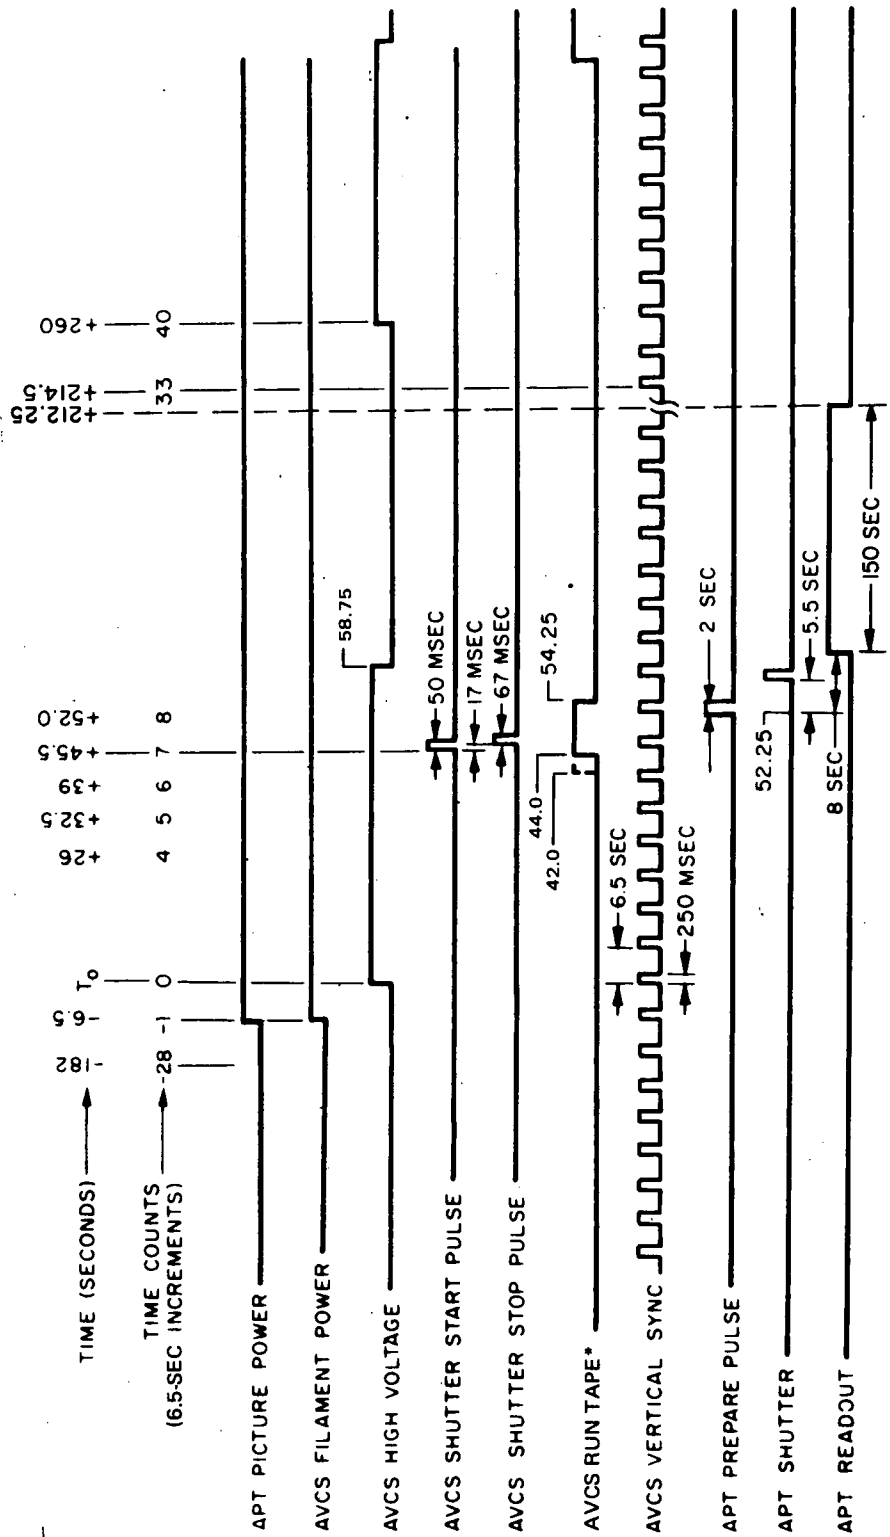 TIME (SECONDS)
-182
-6.5
To
+26
+32.5
+39
+45.5
+52.0
+212.25
+214.5
+260
TIME COUNTS
(6.5-SEC INCREMENTS)
-28
-1
0
4
5
6
7
8
33
40
APT PICTURE POWER
AVCS FILAMENT POWER
AVCS HIGH VOLTAGE
58.75
AVCS SHUTTER START PULSE
50 MSEC
17 MSEC
AVCS SHUTTER STOP PULSE
67 MSEC
AVCS RUN TAPE*
42.0
44.0
54.25
AVCS VERTICAL SYNC
6.5 SEC
250 MSEC
APT PREPARE PULSE
2 SEC
APT SHUTTER
52.25
5.5 SEC
APT READOUT
8 SEC
150 SEC